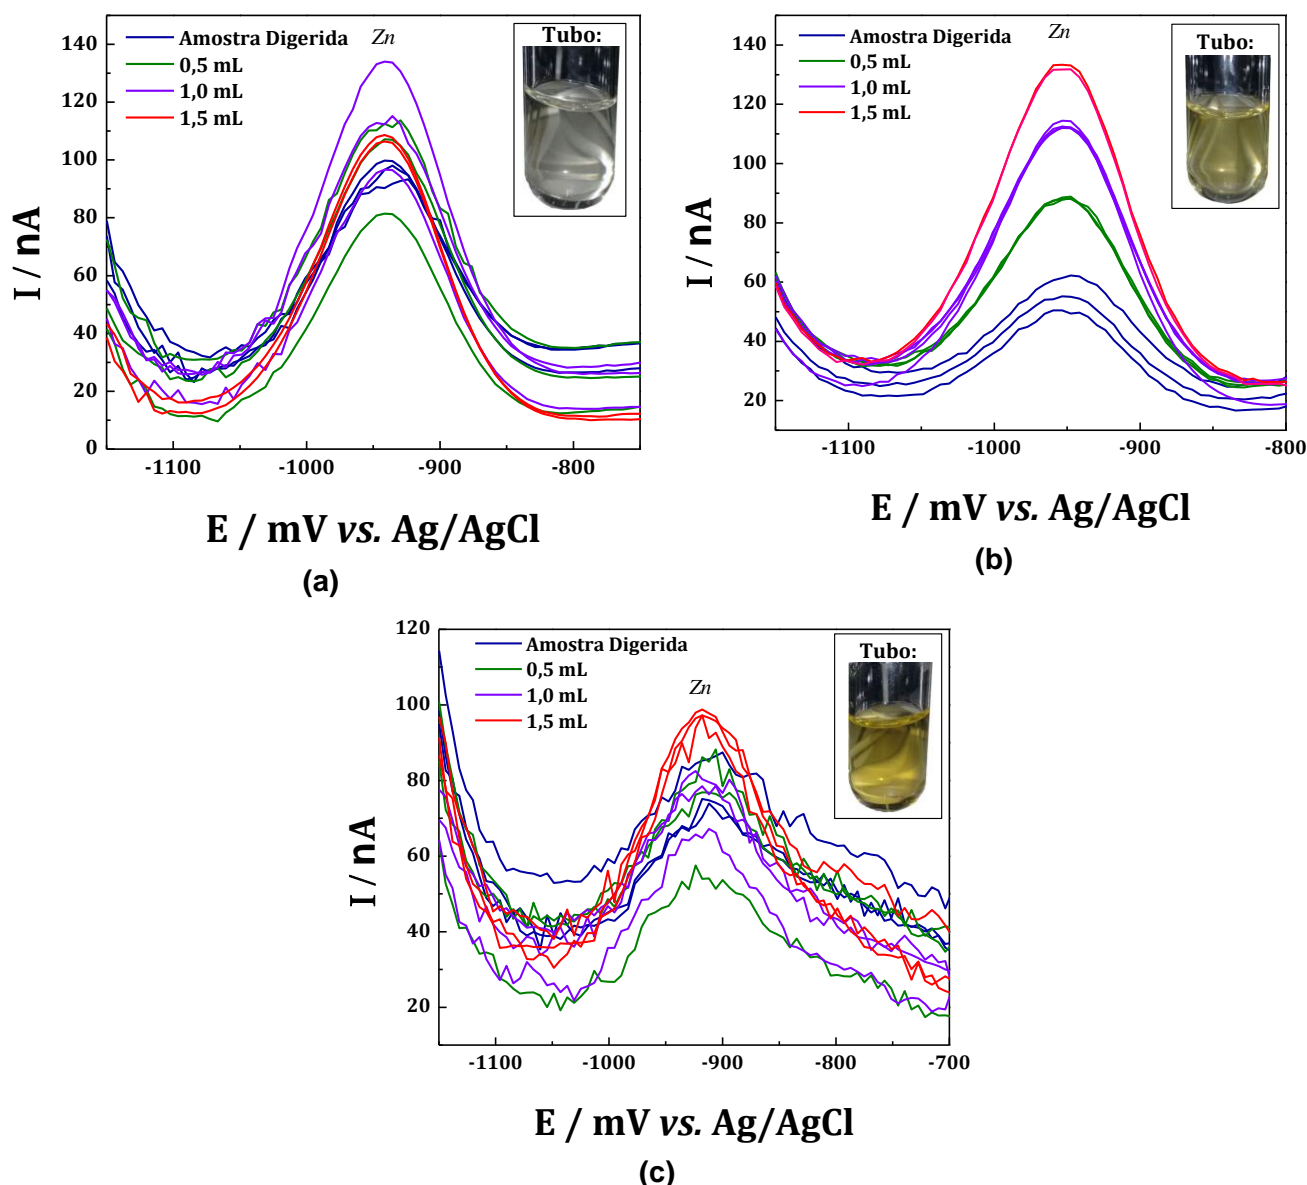 140
120
100
80
60
40
20
0
I / nA
Amostra Digerida
0,5 mL
1,0 mL
1,5 mL
Zn
Tubo:
-1100 -1000 -900 -800
E / mV vs. Ag/AgCl
(a)
140
120
100
80
60
40
20
I / nA
Amostra Digerida
0,5 mL
1,0 mL
1,5 mL
Zn
Tubo:
-1100 -1000 -900 -800
E / mV vs. Ag/AgCl
(b)
120
100
80
60
40
20
I / nA
Amostra Digerida
0,5 mL
1,0 mL
1,5 mL
Zn
Tubo:
-1100 -1000 -900 -800 -700
E / mV vs. Ag/AgCl
(c)